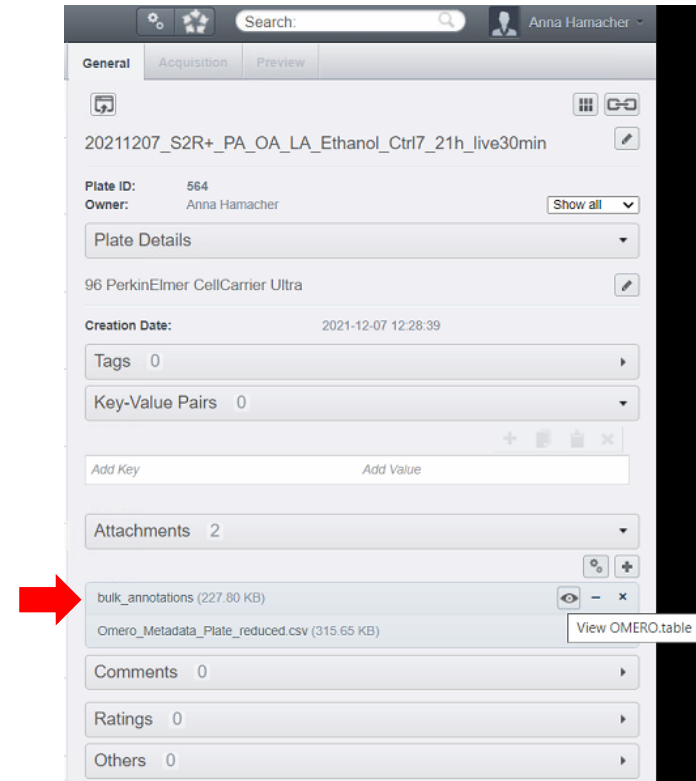 Search:
Anna Hamacher
General Acquisition Preview
20211207_S2R+_PA_OA_LA_Ethanol_Ctrl7_21h_live30min
Plate ID: 564
Owner: Anna Hamacher
Show all
Plate Details
96 PerkinElmer CellCarrier Ultra
Creation Date: 2021-12-07 12:28:39
Tags 0
Key-Value Pairs 0
Add Key Add Value
Attachments 2
bulk_annotations (227.80 KB)
View OMERO.table
Omero_Metadata_Plate_reduced.csv (315.65 KB)
Comments 0
Ratings 0
Others 0